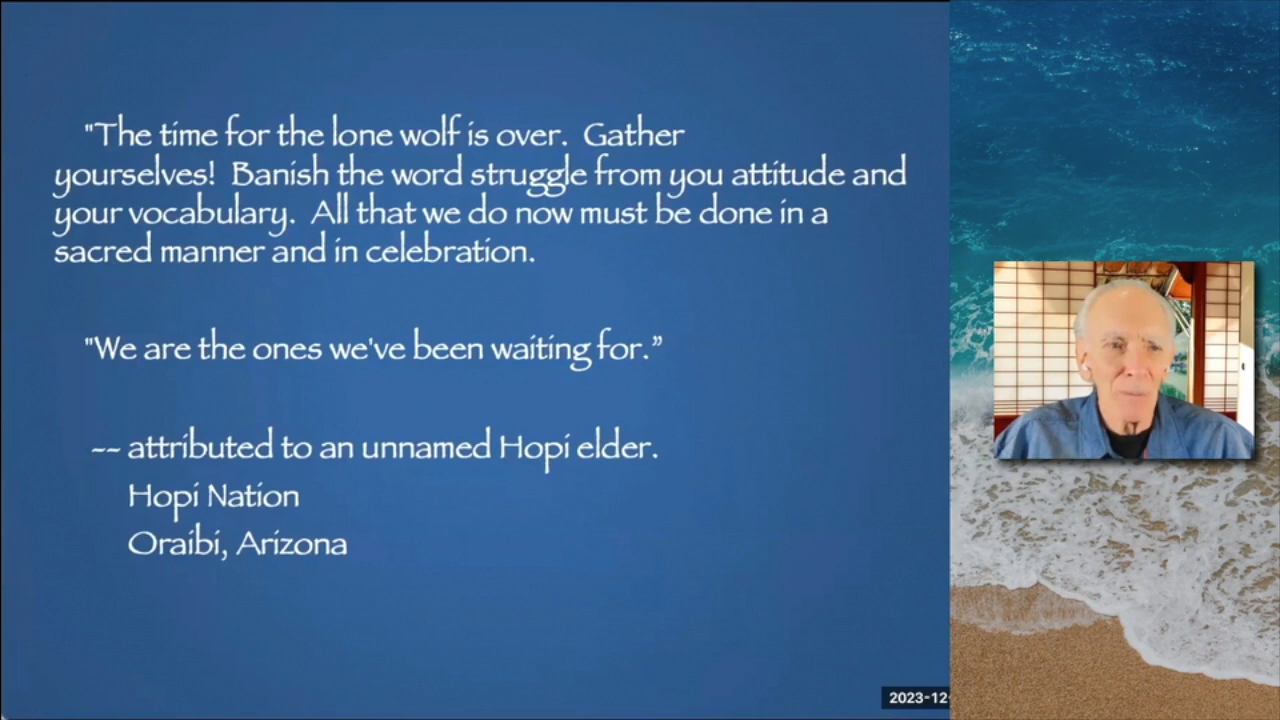 "The time for the lone wolf is over. Gather
yourselves! Banish the word struggle from you attitude and
your vocabulary. All that we do now must be done in a
sacred manner and in celebration.
"We are the ones we've been waiting for.”
-- attributed to an unnamed Hopi elder.
Hopi Nation
Oraibi, Arizona
2023-12-